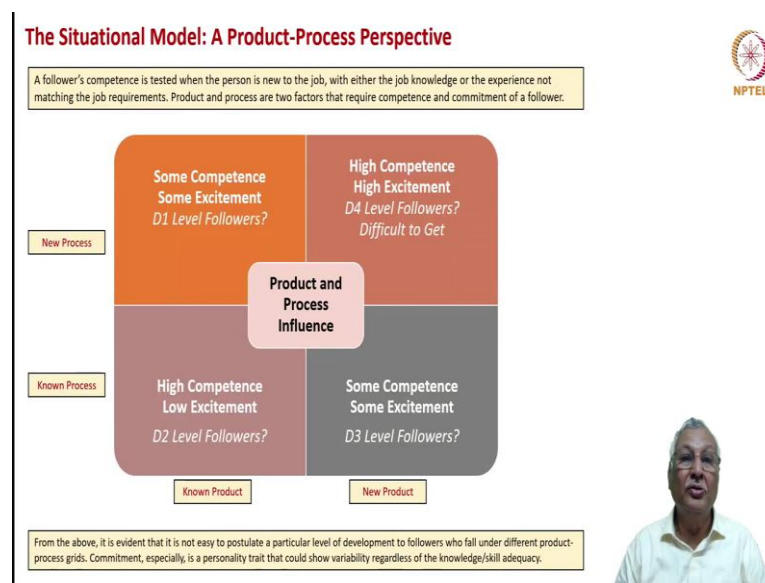 The Situational Model: A Product-Process Perspective
NPTEL
A follower's competence is tested when the person is new to the job, with either the job knowledge or the experience not
matching the job requirements. Product and process are two factors that require competence and commitment of a follower.
Some Competence
Some Excitement
D1 Level Followers?
High Competence
High Excitement
D4 Level Followers?
Difficult to Get
New Process
Product and
Process
Influence
Known Process
High Competence
Low Excitement
D2 Level Followers?
Some Competence
Some Excitement
D3 Level Followers?
Known Product
New Product
From the above, it is evident that it is not easy to postulate a particular level of development to followers who fall under different product-
process grids. Commitment, especially, is a personality trait that could show variability regardless of the knowledge/skill adequacy.